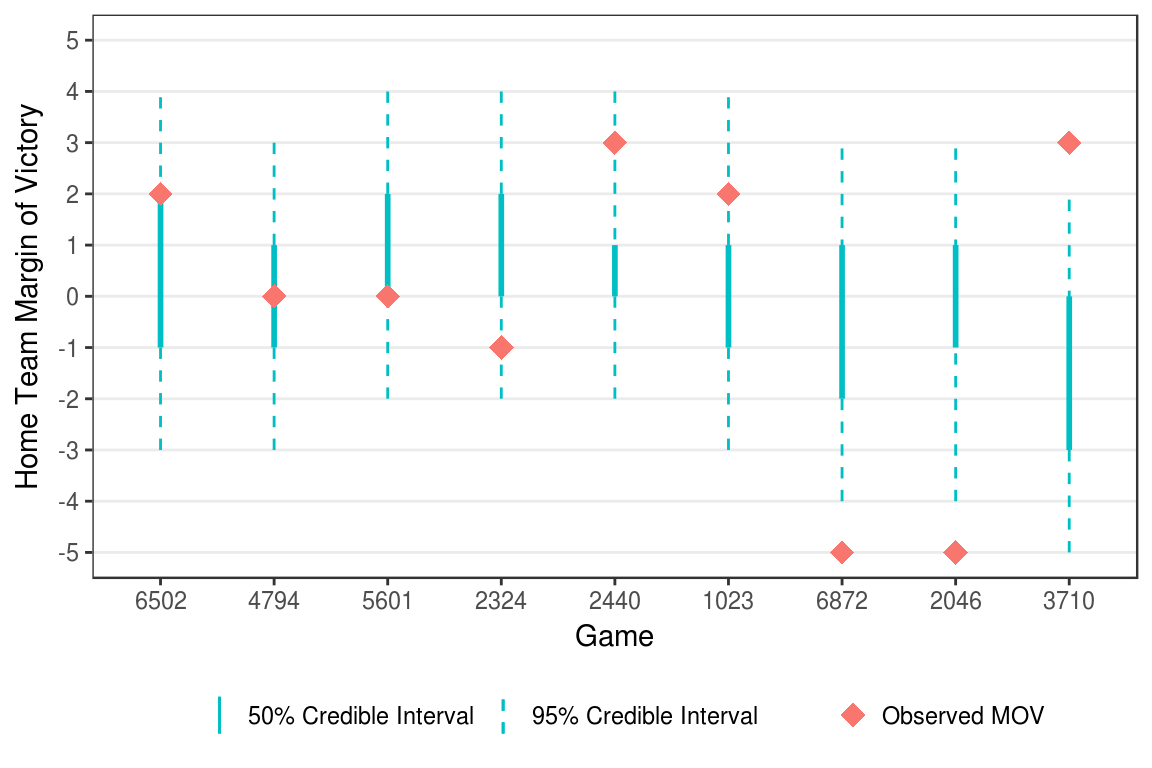 Home Team Margin of Victory
5
4
3
2
1
0
-1
-2
-3
-4
-5
6502 4794 5601 2324 2440 1023 6872 2046 3710
Game
50% Credible Interval 95% Credible Interval Observed MOV